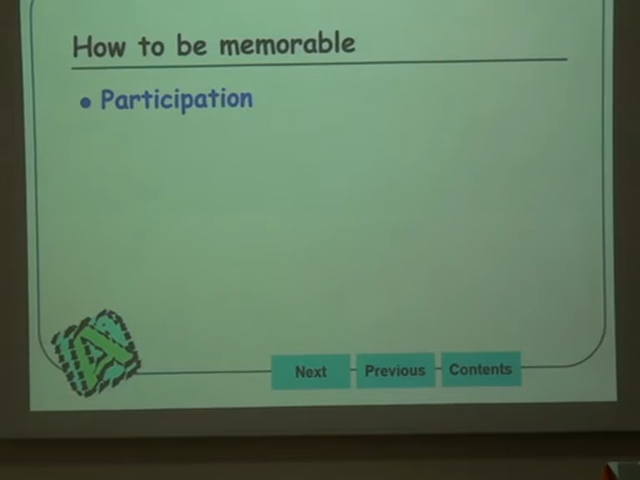 How to be memorable
• Participation
A
Next Previous Contents